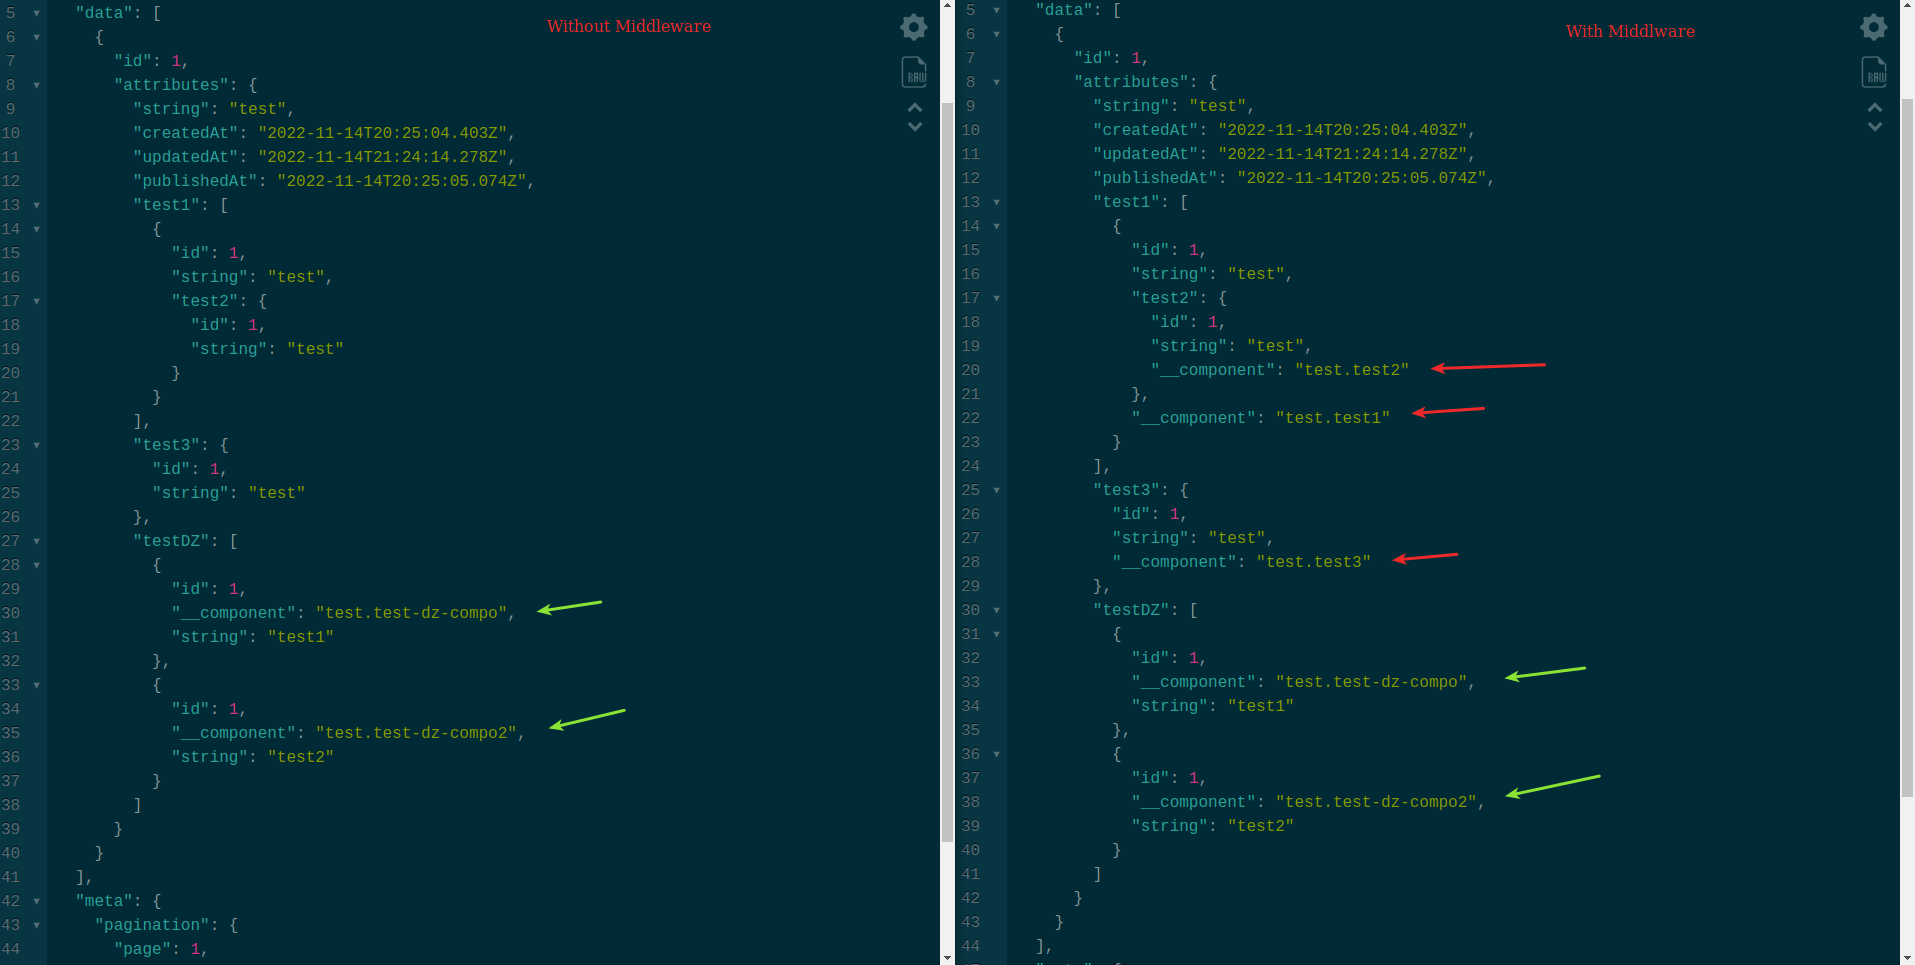 Without Middleware
5 "data": [
6 {
7 "id": 1,
8 "attributes": {
9 "string": "test",
10 "createdAt": "2022-11-14T20:25:04.403Z",
11 "updatedAt": "2022-11-14T21:24:14.278Z",
12 "publishedAt": "2022-11-14T20:25:05.074Z",
13 "test1": [
14 {
15 "id": 1,
16 "string": "test",
17 "test2": {
18 "id": 1,
19 "string": "test"
20 }
21 }
22 ],
23 "test3": {
24 "id": 1,
25 "string": "test"
26 },
27 "testDZ": [
28 {
29 "id": 1,
30 "__component": "test.test-dz-compo",
31 "string": "test1"
32 },
33 {
34 "id": 1,
35 "__component": "test.test-dz-compo2",
36 "string": "test2"
37 }
38 ]
39 }
40 }
41 ],
42 "meta": {
43 "pagination": {
44 "page": 1,
RAW
With Middlware
5 "data": [
6 {
7 "id": 1,
8 "attributes": {
9 "string": "test",
10 "createdAt": "2022-11-14T20:25:04.403Z",
11 "updatedAt": "2022-11-14T21:24:14.278Z",
12 "publishedAt": "2022-11-14T20:25:05.074Z",
13 "test1": [
14 {
15 "id": 1,
16 "string": "test",
17 "test2": {
18 "id": 1,
19 "string": "test",
20 "__component": "test.test2"
21 },
22 "__component": "test.test1"
23 }
24 ],
25 "test3": {
26 "id": 1,
27 "string": "test",
28 "__component": "test.test3"
29 },
30 "testDZ": [
31 {
32 "id": 1,
33 "__component": "test.test-dz-compo",
34 "string": "test1"
35 },
36 {
37 "id": 1,
38 "__component": "test.test-dz-compo2",
39 "string": "test2"
40 }
41 ]
42 }
43 }
44 ],
RAW